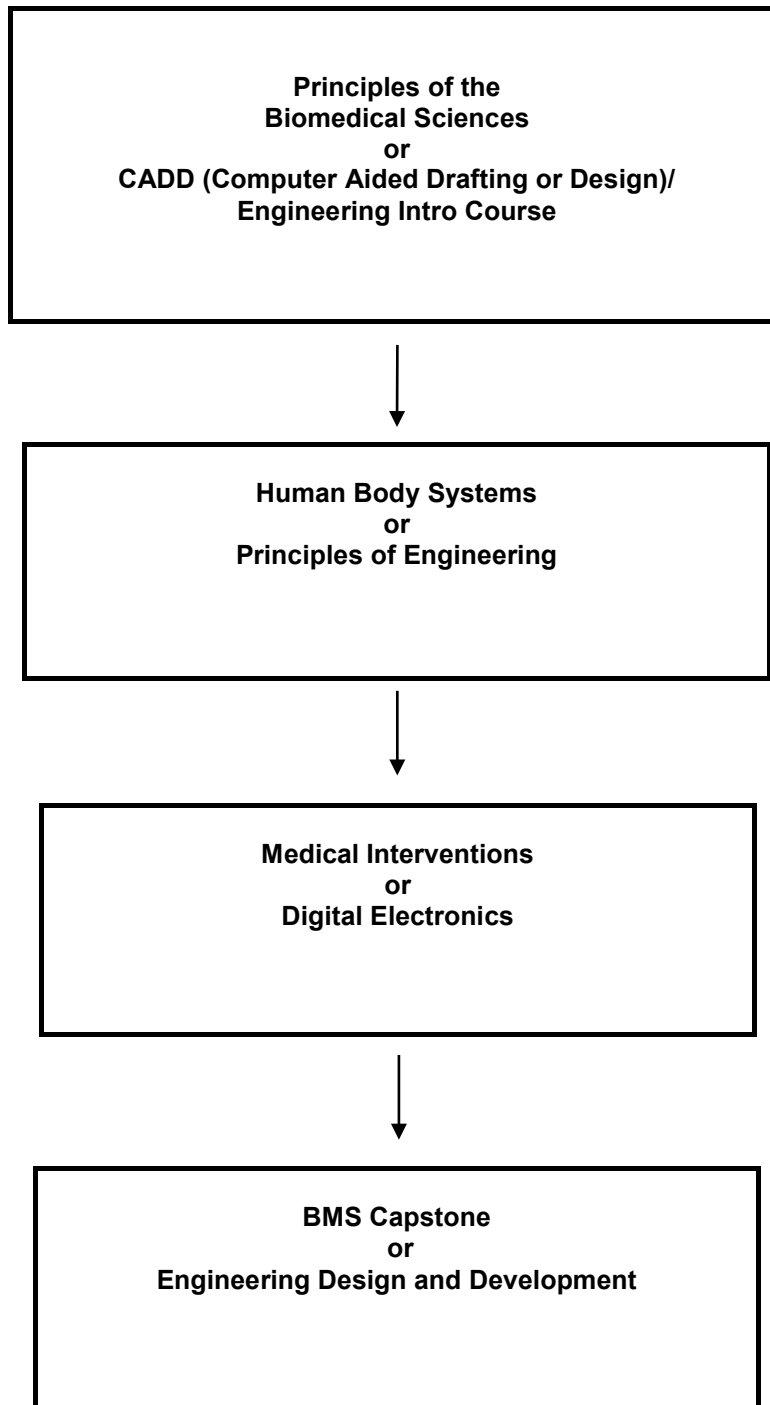 Principles of the
Biomedical Sciences
or
CADD (Computer Aided Drafting or Design)/
Engineering Intro Course
Human Body Systems
or
Principles of Engineering
Medical Interventions
or
Digital Electronics
BMS Capstone
or
Engineering Design and Development